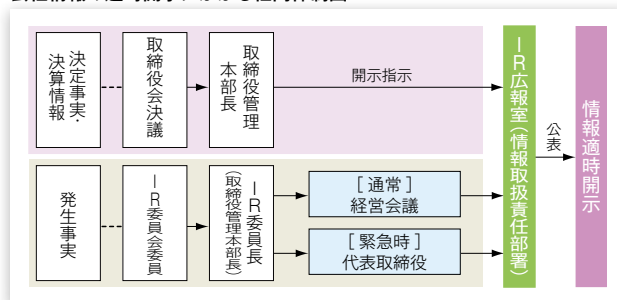 決定事実・
決算情報
取締役会決議
取締役管理
本部長
開示指示
発生事実
IR委員会委員
IR委員長
（取締役管理本部長）
［通常］
経営会議
［緊急時］
代表取締役
IR広報室（情報取扱責任部署）
公表
情報適時開示